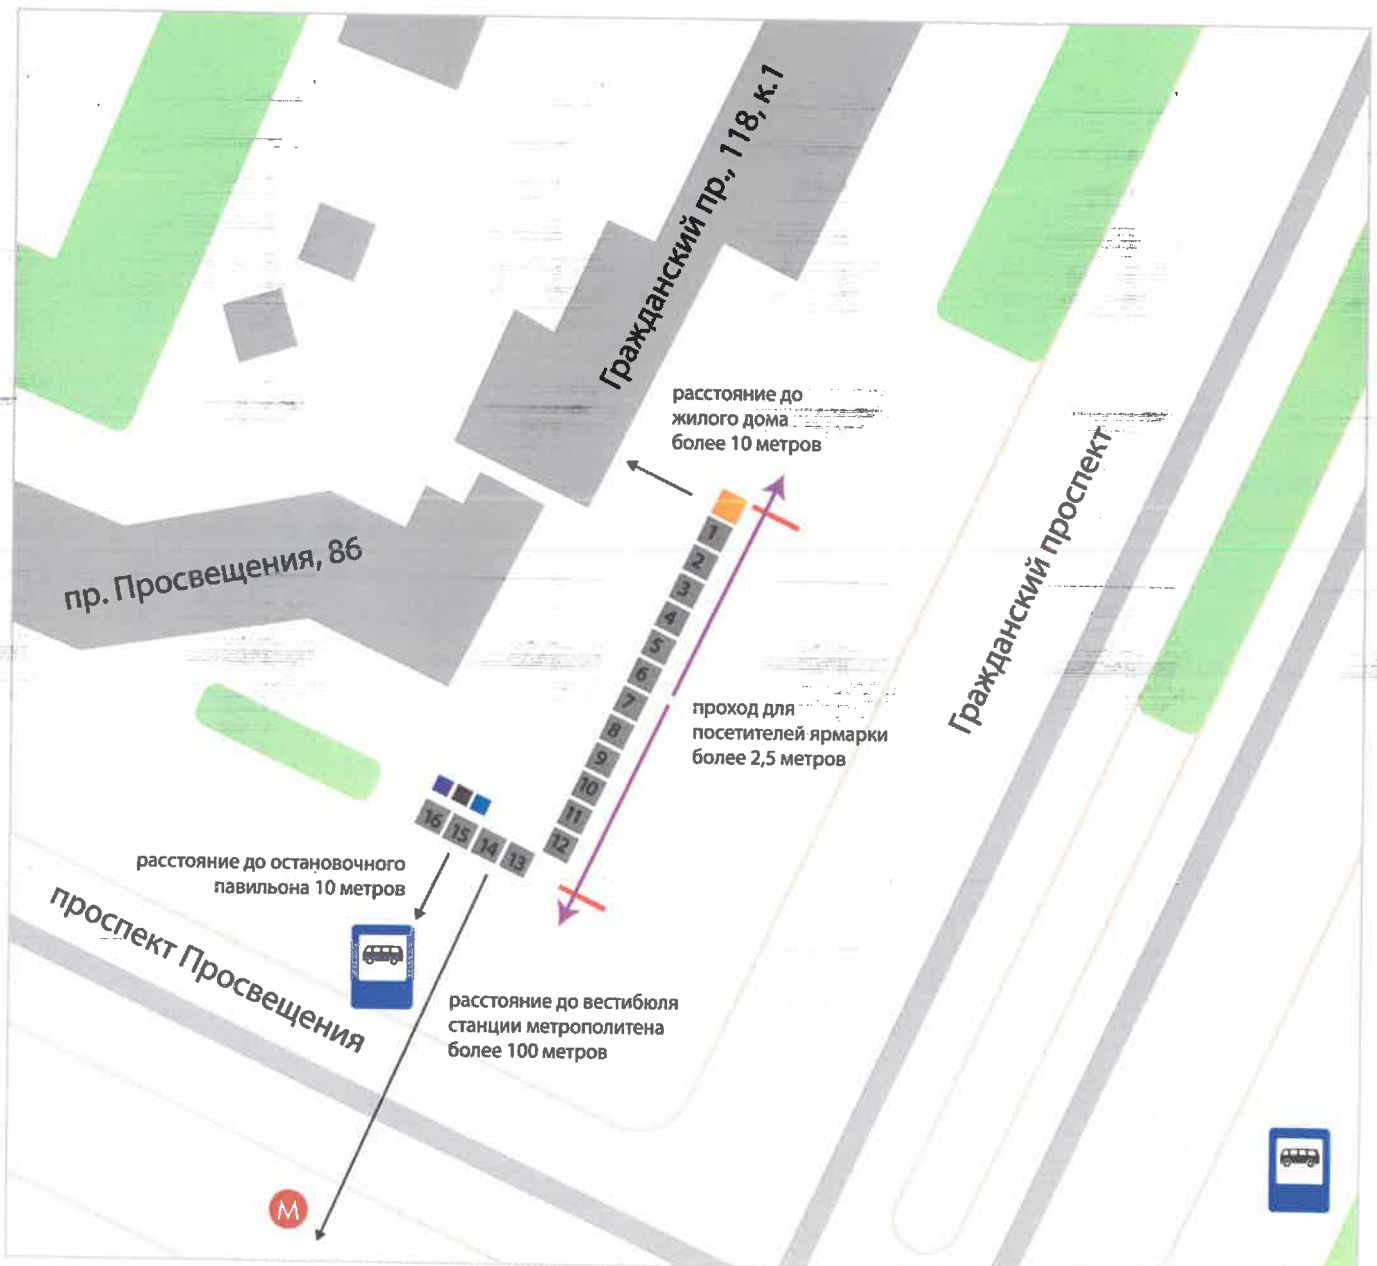 Гражданский пр., 118, к.1
расстояние до
жилого дома
более 10 метров
пр. Просвещения, 86
Гражданский проспект
1
2
3
4
5
6
7
8
9
10
11
12
проход для
посетителей ярмарки
более 2,5 метров
16
15
14
13
расстояние до остановочного
павильона 10 метров
проспект Просвещения
расстояние до вестибюля
станции метрополитена
более 100 метров
М